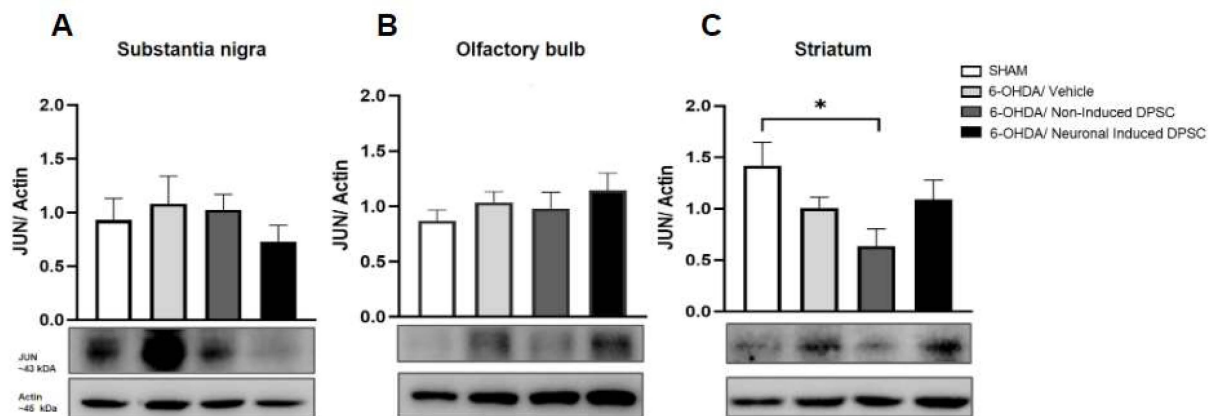 A
Substantia nigra
JUN/ Actin
2.0
1.5
1.0
0.5
0.0
JUN
~43 kDA
Actin
~45 kDa
B
Olfactory bulb
JUN/ Actin
2.0
1.5
1.0
0.5
0.0
C
Striatum
JUN/ Actin
2.0
1.5
1.0
0.5
0.0
*
SHAM
6-OHDA/ Vehicle
6-OHDA/ Non-Induced DPSC
6-OHDA/ Neuronal Induced DPSC